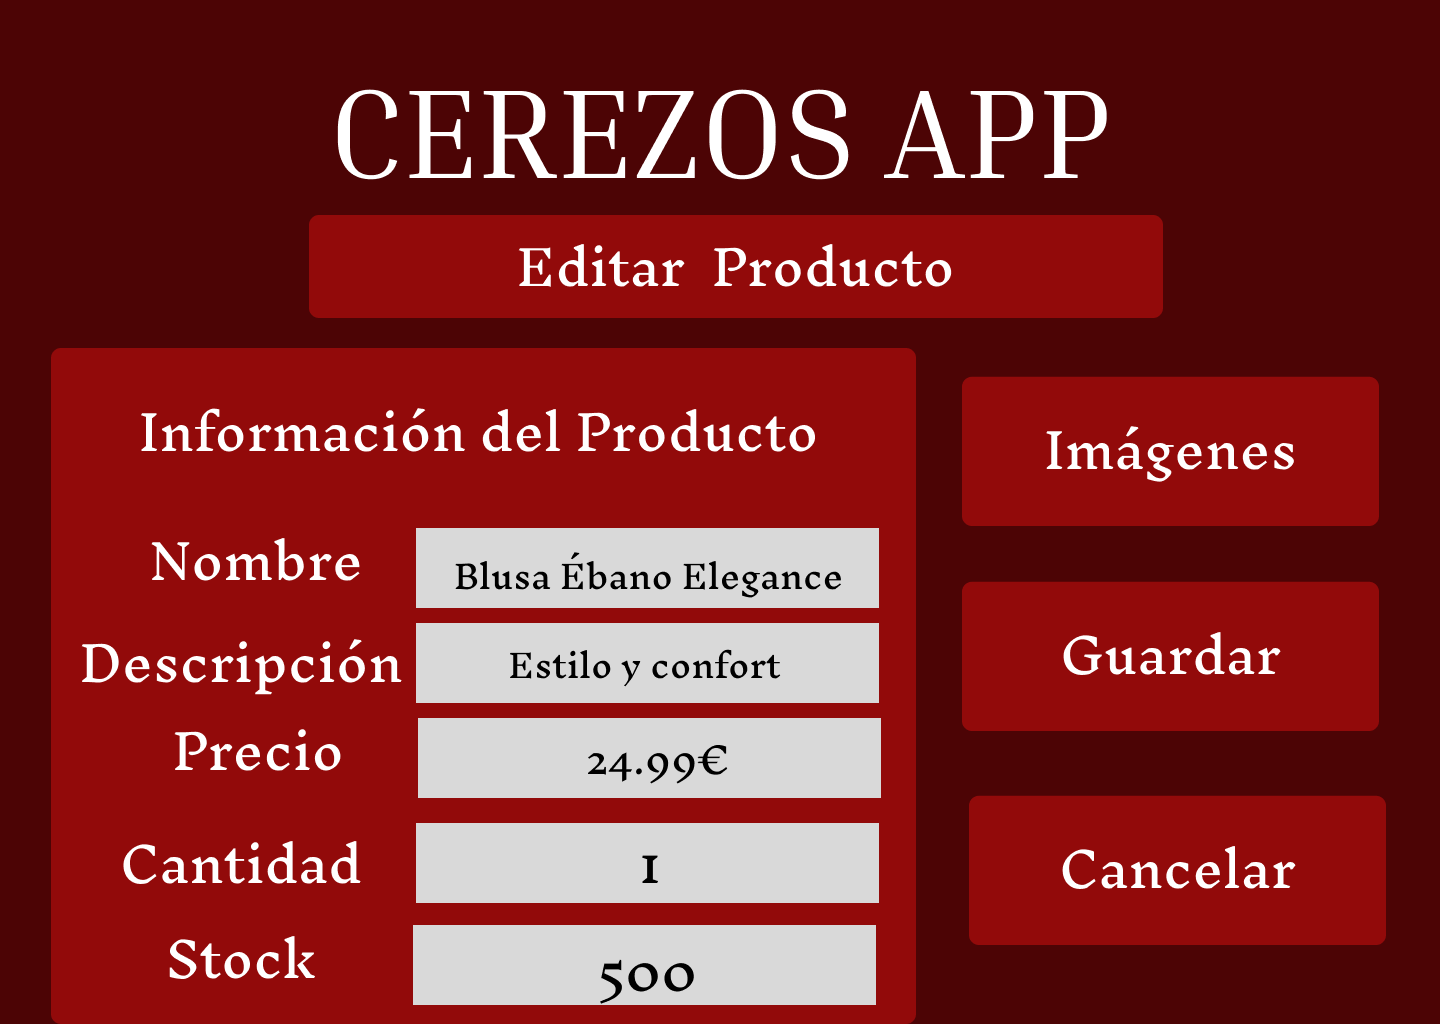 CEREZOS APP
Editar Producto
Información del Producto
Nombre
Blusa Ébano Elegance
Descripción
Estilo y confort
Precio
24.99€
Cantidad
1
Stock
500
Imágenes
Guardar
Cancelar